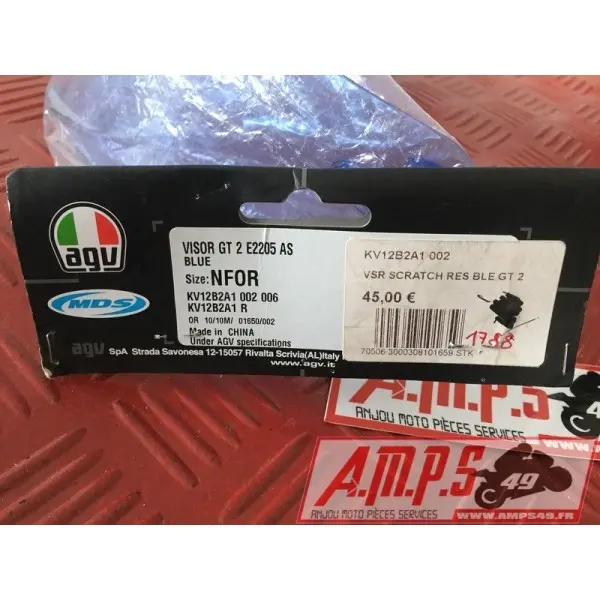 agv
MDS
agv
VISOR GT 2 E2205 AS
BLUE
Size: NFOR
KV12B2A1 002 006
KV12B2A1 R
OR 10/10M/ 01650/002
Made in CHINA
Under AGV specifications
KV12B2A1 002
VSR SCRATCH RES BLE GT 2
45,00 €
1788
70506-3000308101659 STK
SpA Strada Savonesa 12-15057 Rivalta Scrivia(AL)Italy
www.agv.it
A.M.P.S
ANJOU MOTO PIÈCES SERVICES
www.
A.M.P.S
49
ANJOU MOTO PIÈCES SERVICES
WWW.AMPS49.FR